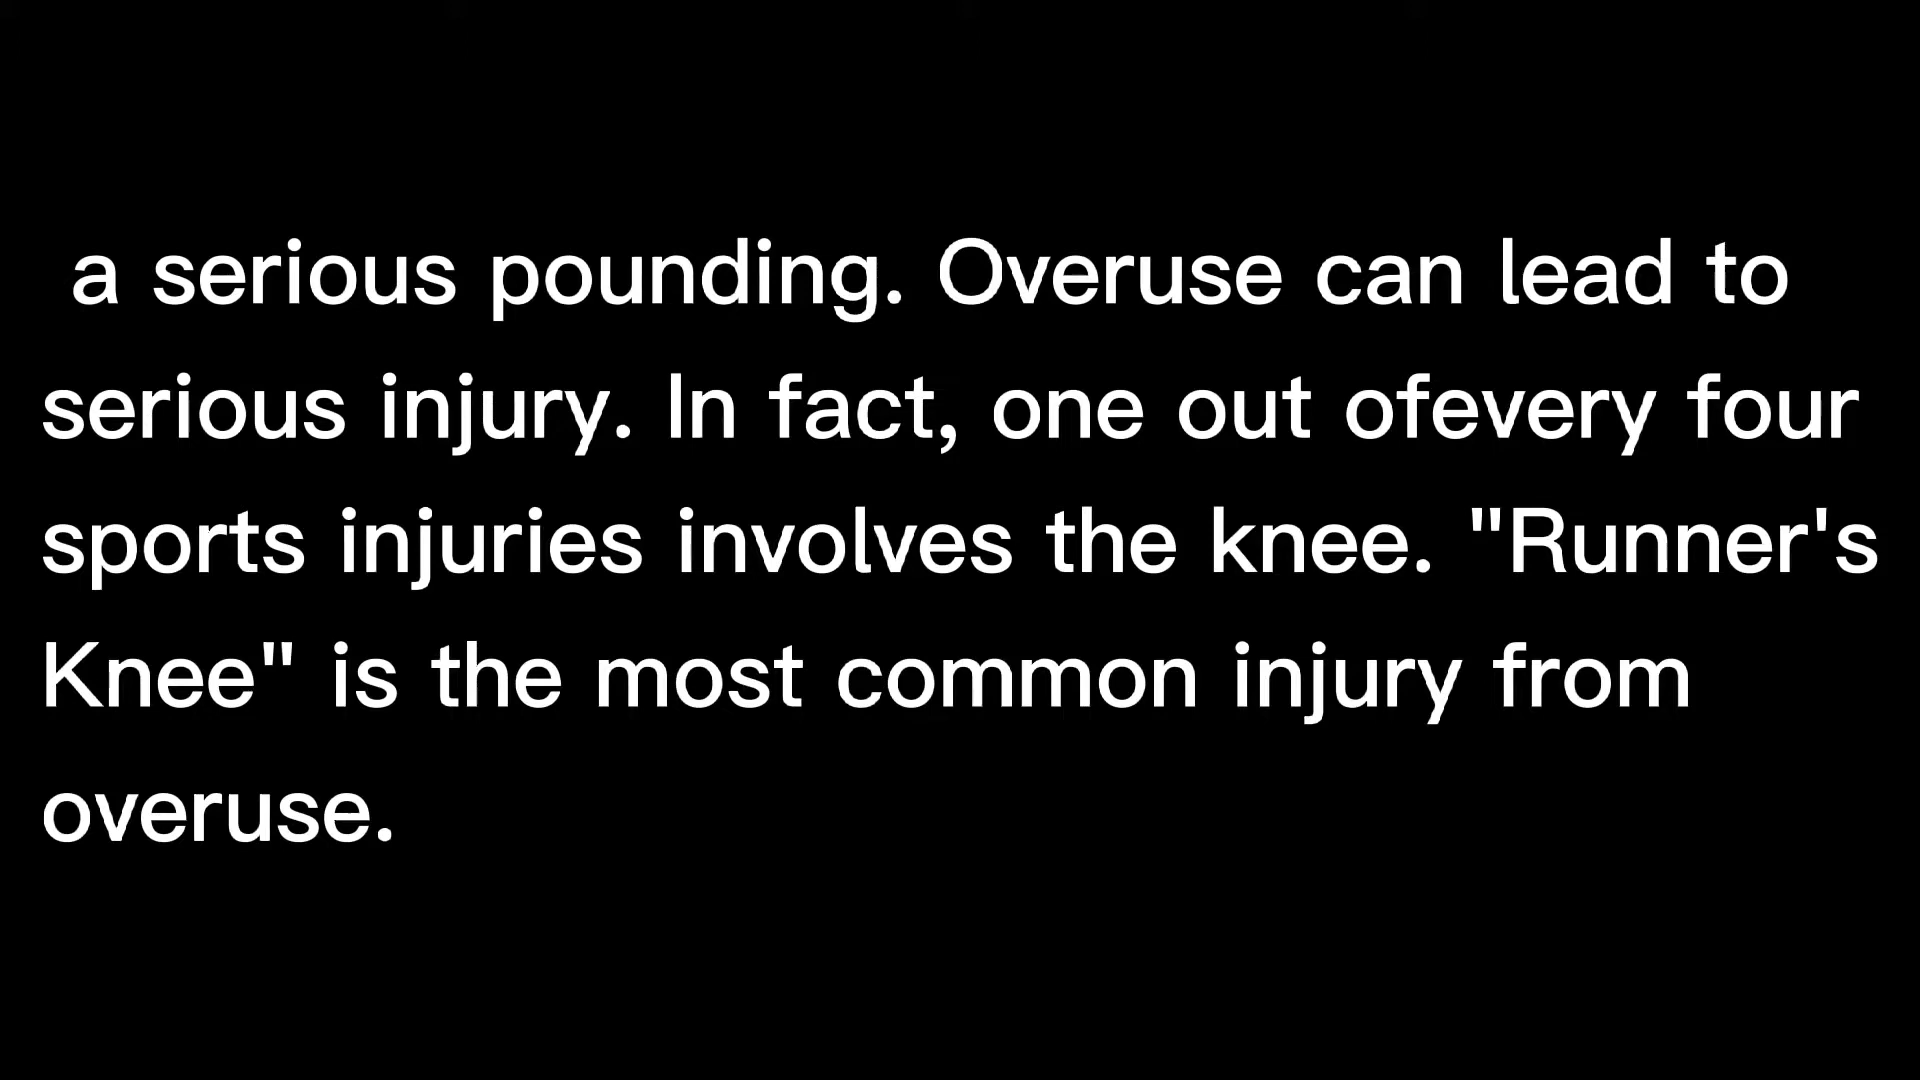 a serious pounding. Overuse can lead to
serious injury. In fact, one out ofevery four
sports injuries involves the knee. "Runner's
Knee" is the most common injury from
overuse.